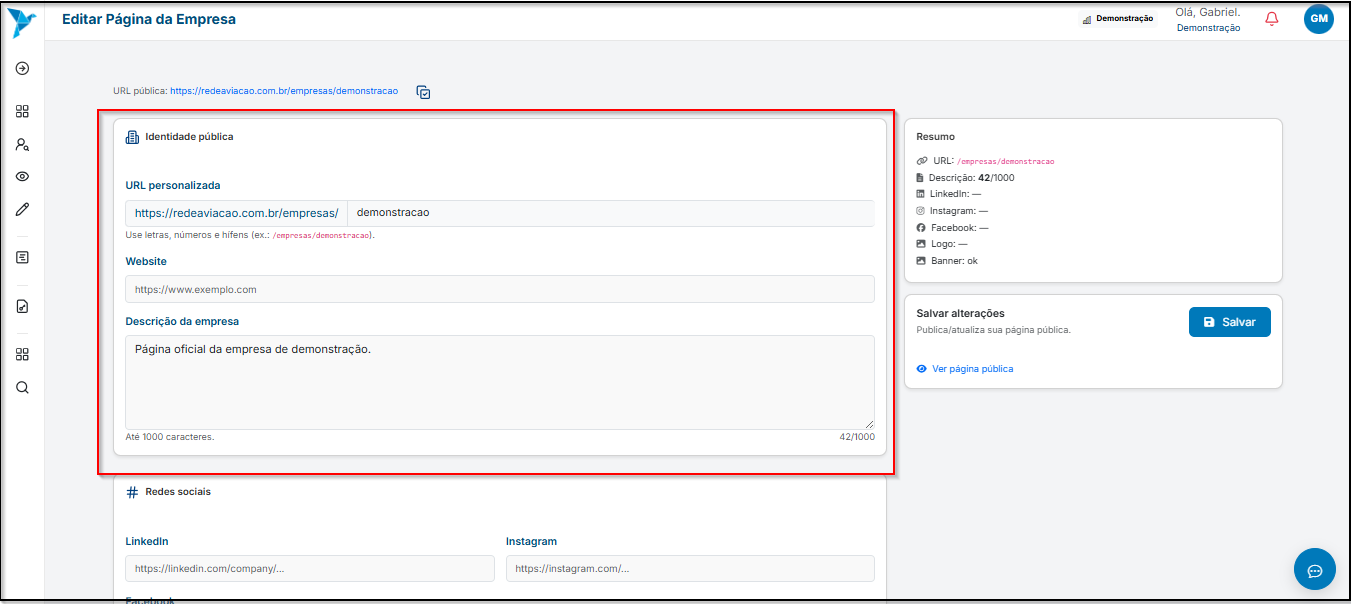 Editar Página da Empresa
Demonstração
Olá, Gabriel.
Demonstração
GM
URL pública: https://redeaviacao.com.br/empresas/demonstracao
Identidade pública
URL personalizada
https://redeaviacao.com.br/empresas/ demonstracao
Use letras, números e hífens (ex.: /empresas/demonstracao).
Website
https://www.exemplo.com
Descrição da empresa
Página oficial da empresa de demonstração.
Até 1000 caracteres. 42/1000
Redes sociais
LinkedIn Instagram
https://linkedin.com/company/... https://instagram.com/...
Facebook
Resumo
URL: /empresas/demonstracao
Descrição: 42/1000
LinkedIn: —
Instagram: —
Facebook: —
Logo: —
Banner: ok
Salvar alterações
Publica/atualiza sua página pública.
Salvar
Ver página pública